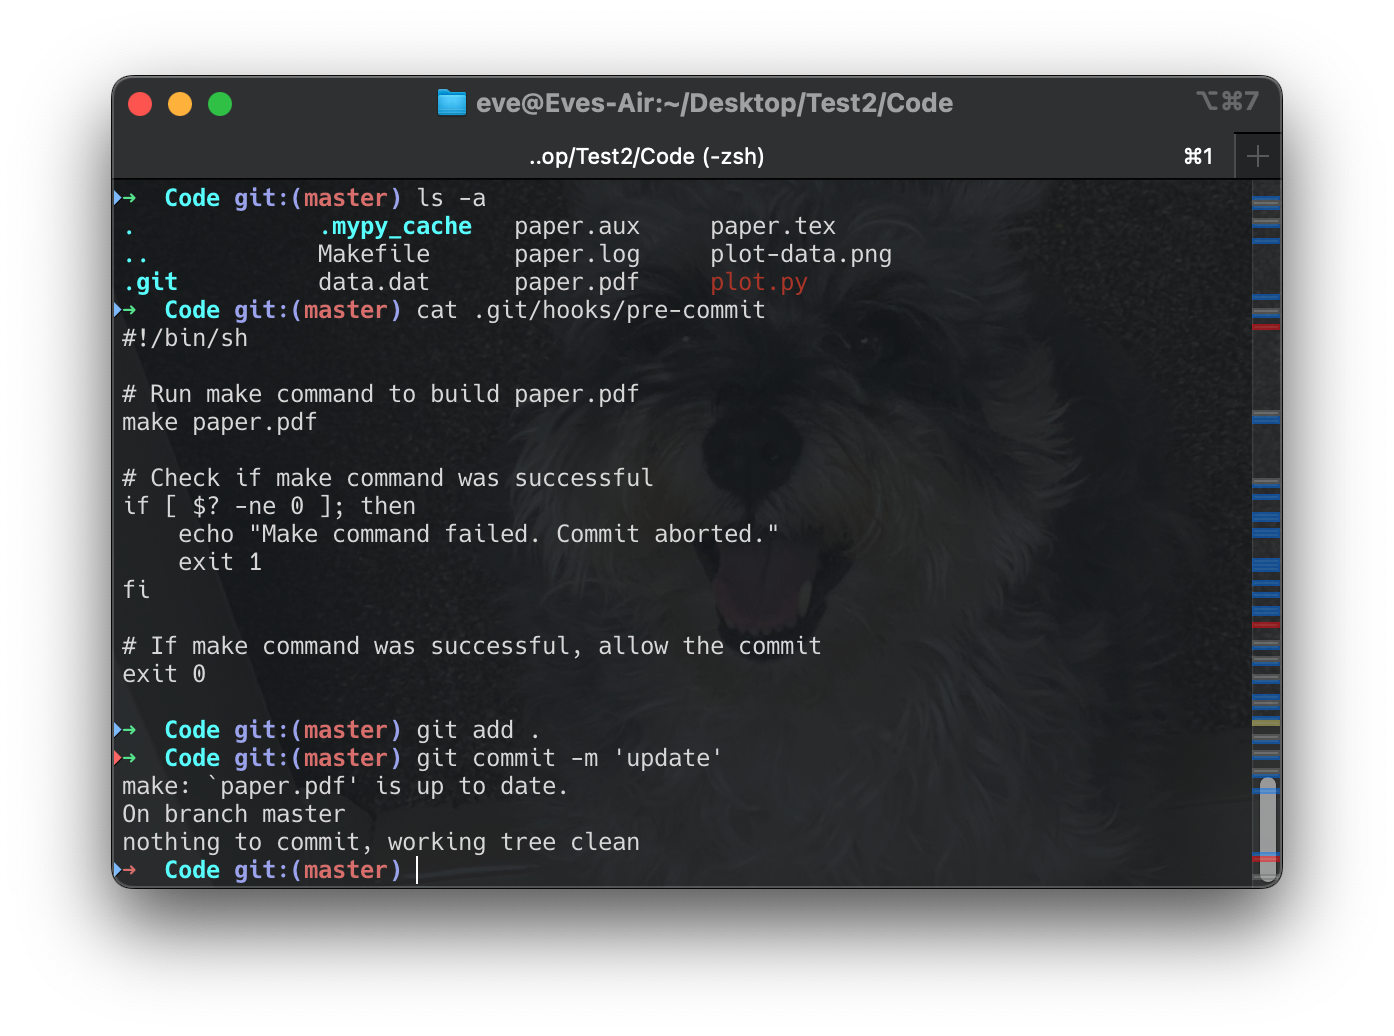 eve@Eves-Air:~/Desktop/Test2/Code ⌥⌘7
..op/Test2/Code (-zsh) ⌘1 +
➜ Code git:(master) ls -a
. .mypy_cache paper.aux paper.tex
.. Makefile paper.log plot-data.png
.git data.dat paper.pdf plot.py
➜ Code git:(master) cat .git/hooks/pre-commit
#!/bin/sh
# Run make command to build paper.pdf
make paper.pdf
# Check if make command was successful
if [ $? -ne 0 ]; then
echo "Make command failed. Commit aborted."
exit 1
fi
# If make command was successful, allow the commit
exit 0
➜ Code git:(master) git add .
➜ Code git:(master) git commit -m 'update'
make: `paper.pdf' is up to date.
On branch master
nothing to commit, working tree clean
➜ Code git:(master)